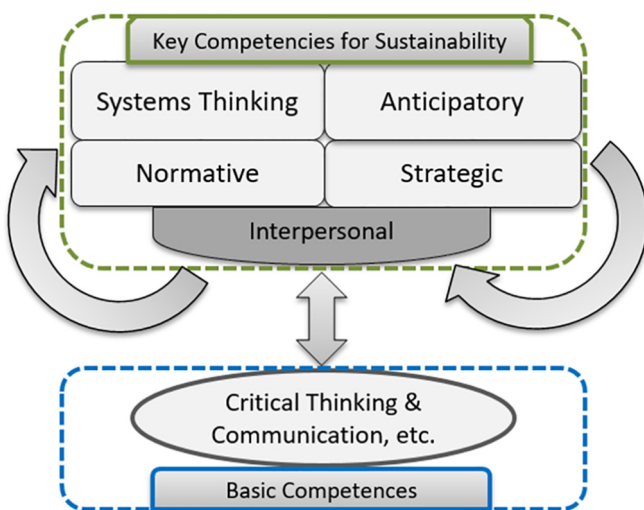 Key Competencies for Sustainability
Systems Thinking
Anticipatory
Normative
Strategic
Interpersonal
Critical Thinking &
Communication, etc.
Basic Competences